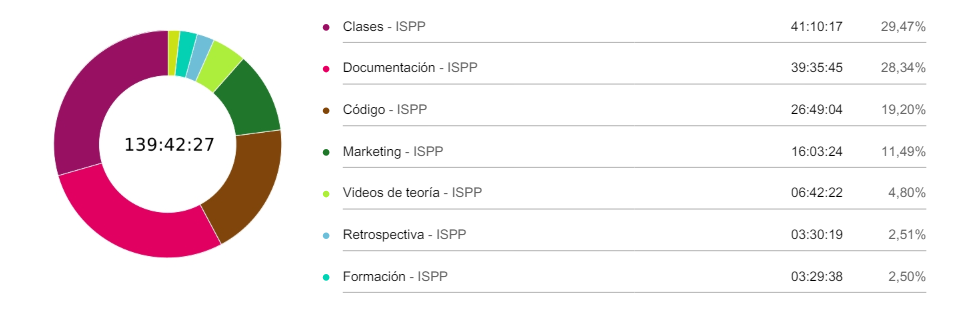 139:42:27
Clases - ISPP 41:10:17 29,47%
Documentación - ISPP 39:35:45 28,34%
Código - ISPP 26:49:04 19,20%
Marketing - ISPP 16:03:24 11,49%
Videos de teoría - ISPP 06:42:22 4,80%
Retrospectiva - ISPP 03:30:19 2,51%
Formación - ISPP 03:29:38 2,50%